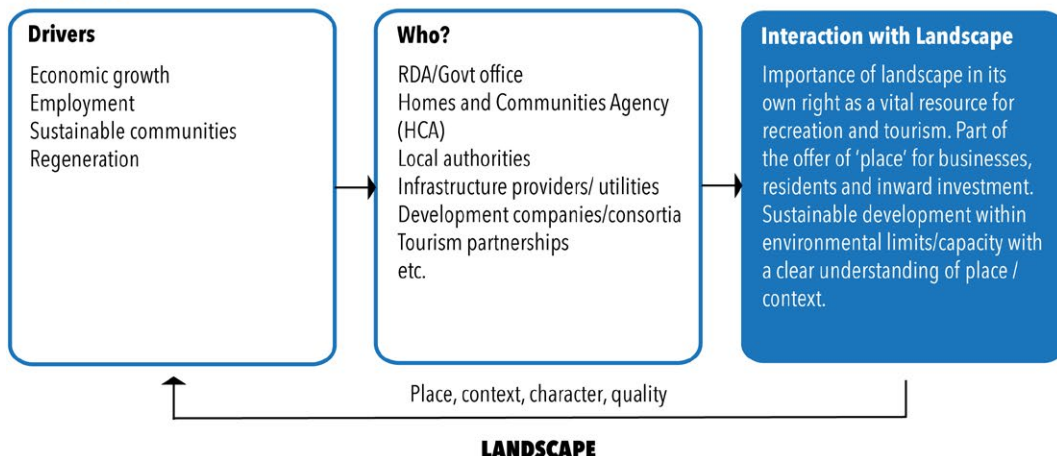 Drivers
Economic growth
Employment
Sustainable communities
Regeneration
Who?
RDA/Govt office
Homes and Communities Agency
(HCA)
Local authorities
Infrastructure providers/ utilities
Development companies/consortia
Tourism partnerships
etc.
Interaction with Landscape
Importance of landscape in its
own right as a vital resource for
recreation and tourism. Part of
the offer of ‘place’ for businesses,
residents and inward investment.
Sustainable development within
environmental limits/capacity with
a clear understanding of place /
context.
Place, context, character, quality
LANDSCAPE